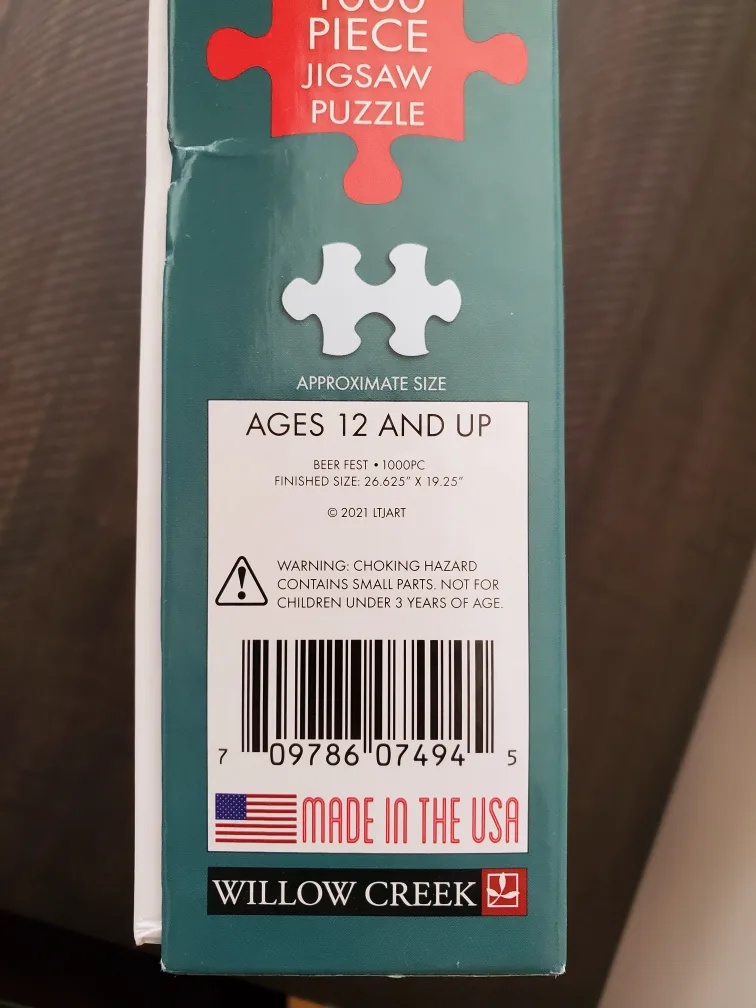 1000
PIECE
JIGSAW
PUZZLE
APPROXIMATE SIZE
AGES 12 AND UP
BEER FEST • 1000PC
FINISHED SIZE: 26.625" X 19.25"
© 2021 LTJART
WARNING: CHOKING HAZARD
CONTAINS SMALL PARTS. NOT FOR
CHILDREN UNDER 3 YEARS OF AGE.
7 09786 07494 5
MADE IN THE USA
WILLOW CREEK